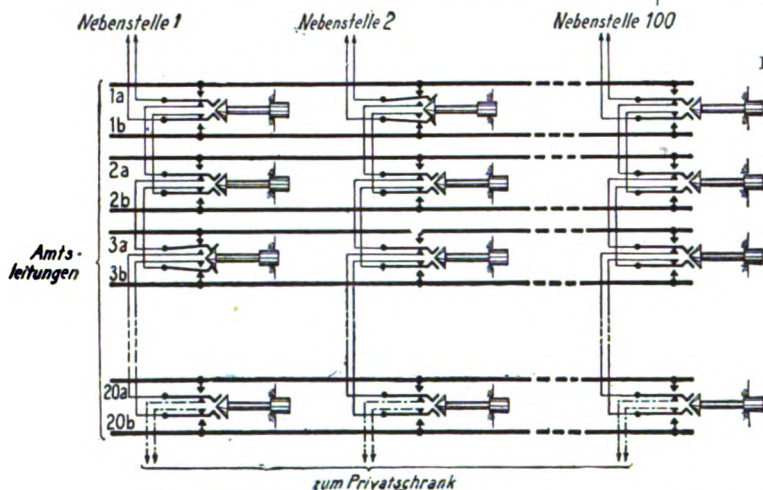 Nebenstelle 1 Nebenstelle 2 Nebenstelle 100
1a
1b
2a
2b
3a
Amts-
leitungen
3b
20a
20b
zum Privatschrank